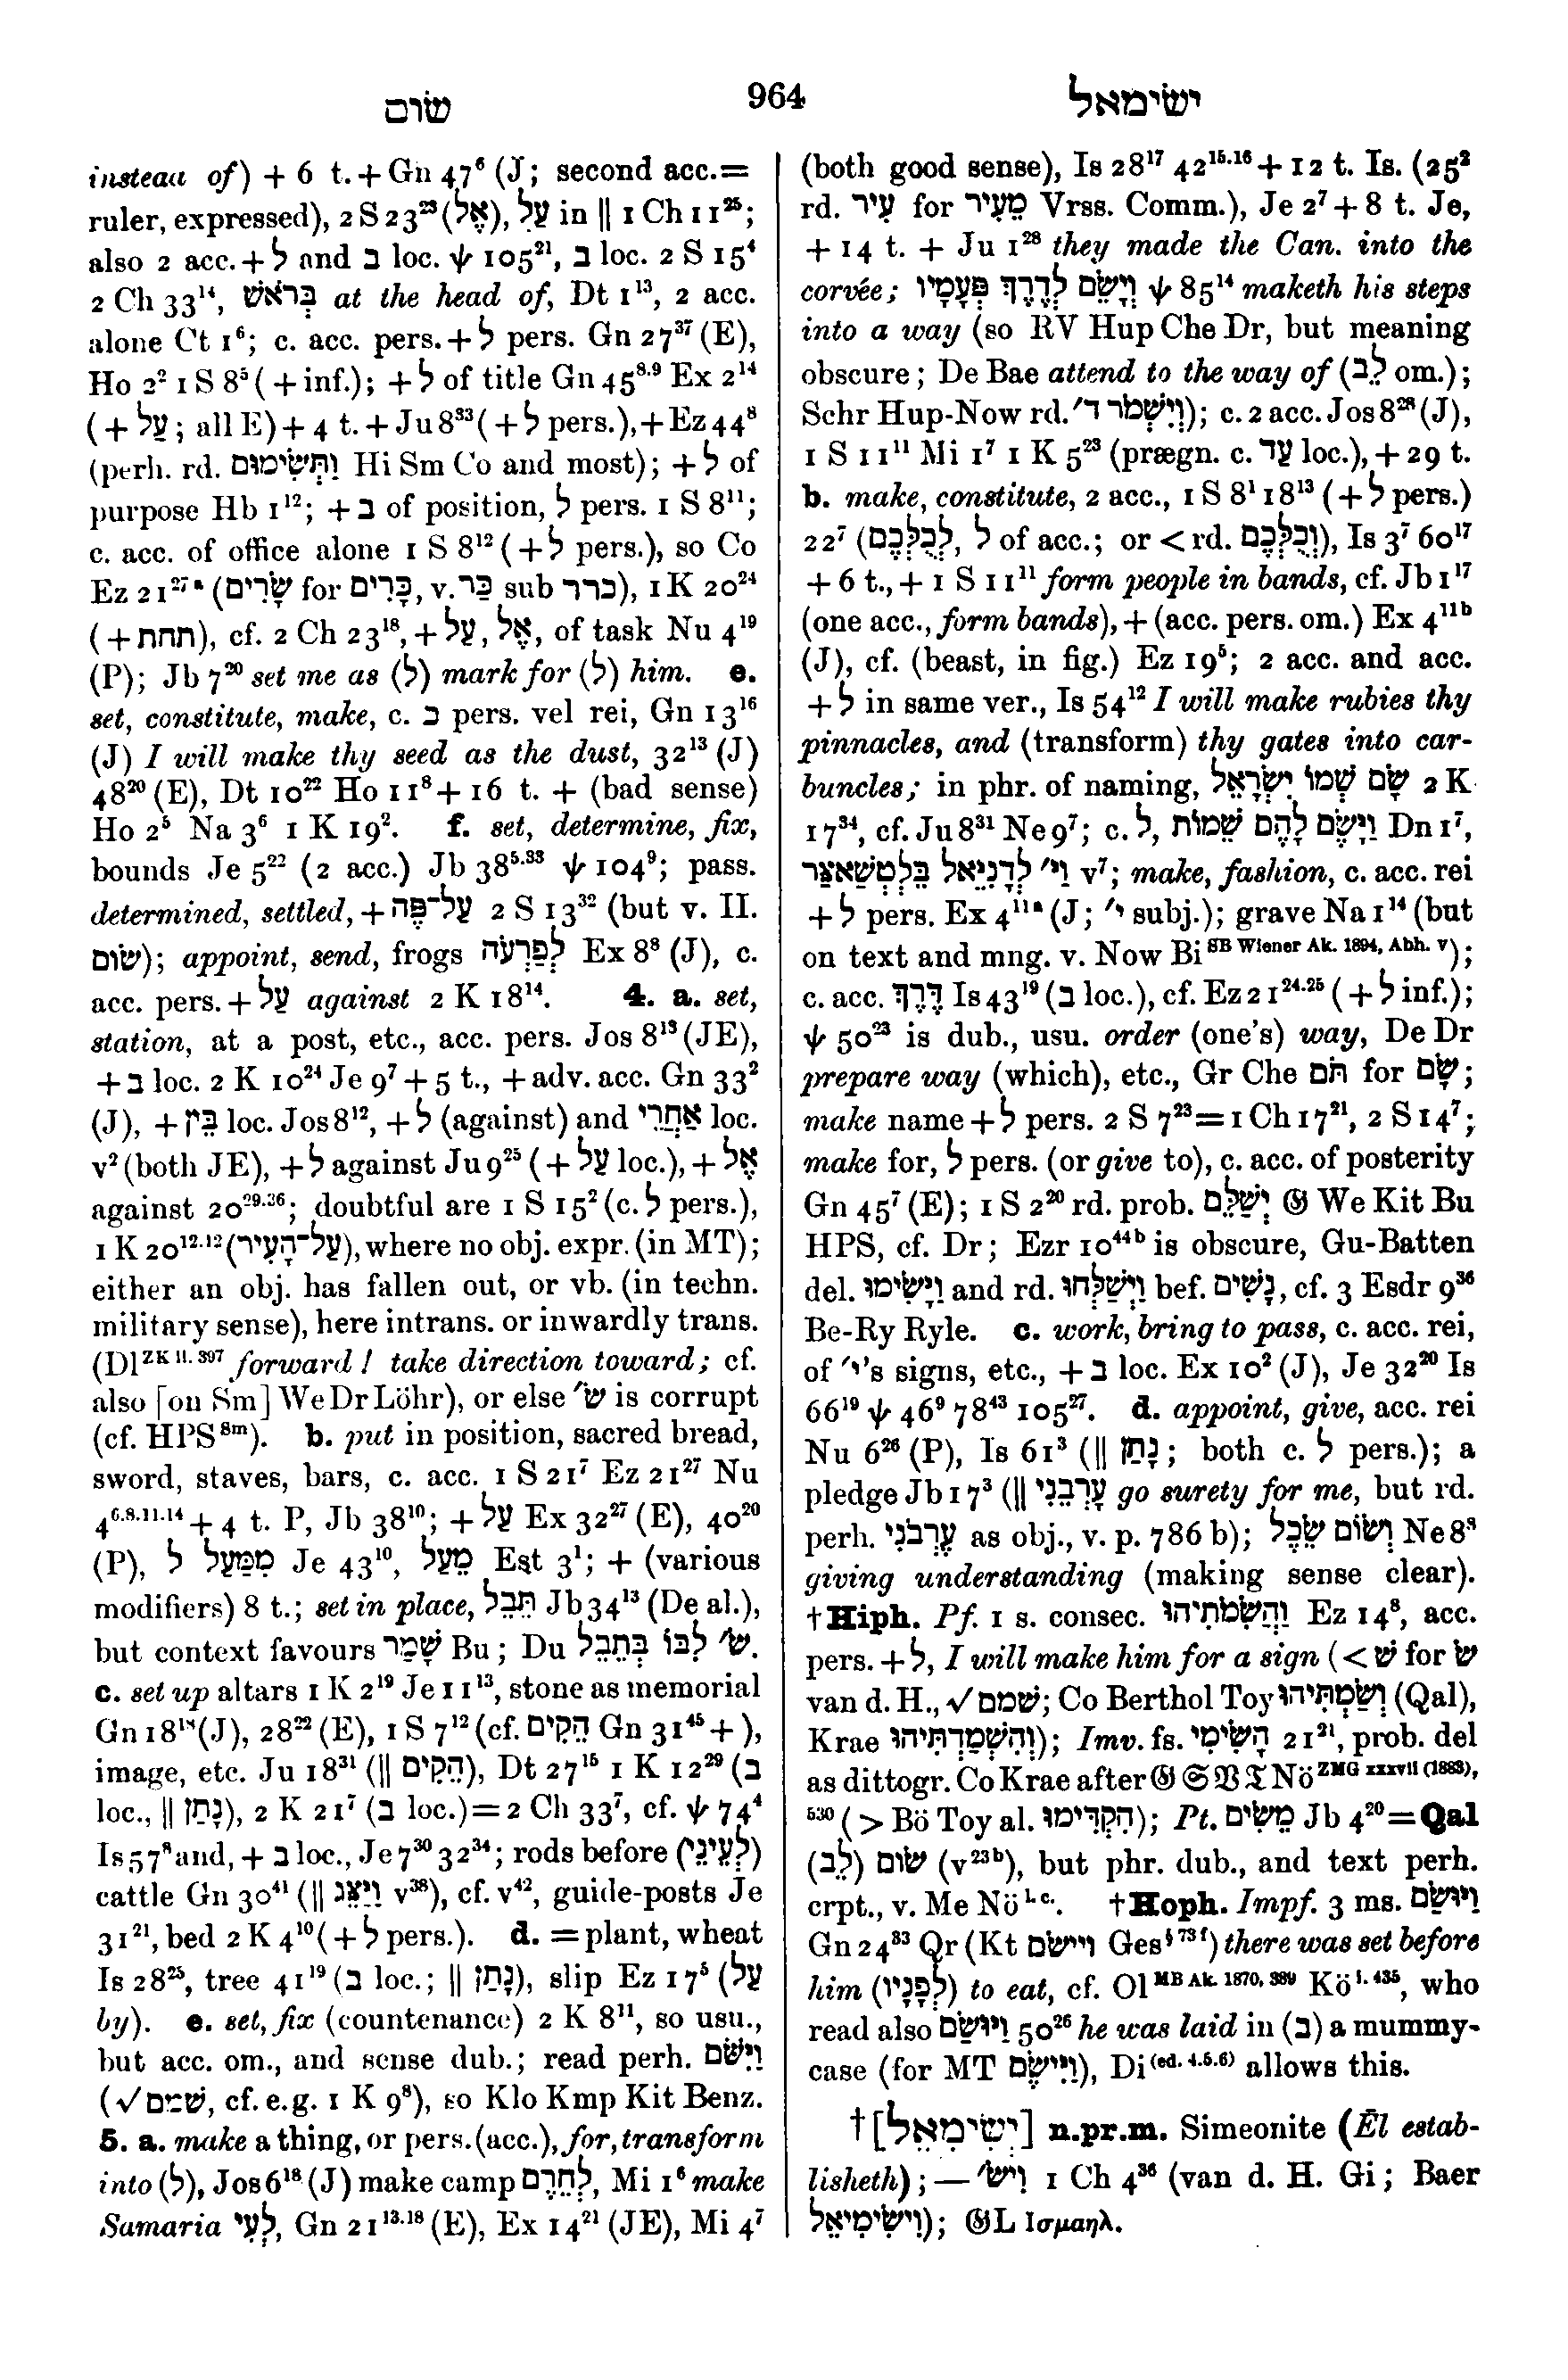 שׂום 964 ישׂימאל
instead of) + 6 t. + Gn 47⁶ (J; second acc. =
ruler, expressed), 2 S 23²³ (אֶל), עַל in ‖ 1 Ch 11²⁵;
also 2 acc. + לְ and ב loc. ψ 105²¹, ב loc. 2 S 15⁴
2 Ch 33¹⁴, בְּרֹאשׁ at the head of, Dt 1¹³, 2 acc.
alone Ct 1⁶; c. acc. pers. + לְ pers. Gn 27³⁷ (E),
Ho 2² 1 S 8⁵ ( + inf.); + לְ of title Gn 45⁸·⁹ Ex 2¹⁴
( + עַל; all E) + 4 t. + Ju 8³³ ( + לְ pers.), + Ez 44⁸
(perh. rd. וַתְּשִׂימוּם Hi Sm Co and most); + לְ of
purpose Hb 1¹²; + ב of position, לְ pers. 1 S 8¹¹;
c. acc. of office alone 1 S 8¹² ( + לְ pers.), so Co
Ez 21²⁷ᵃ (שָׂרִים for כָּרִים, v. כַּר sub כרר), 1 K 20²⁴
( + תחת), cf. 2 Ch 23¹⁸, + עַל, אֶל, of task Nu 4¹⁹
(P); Jb 7²⁰ set me as (לְ) mark for (לְ) him. e.
set, constitute, make, c. כ pers. vel rei, Gn 13¹⁶
(J) I will make thy seed as the dust, 32¹³ (J)
48²⁰ (E), Dt 10²² Ho 11⁸ + 16 t. + (bad sense)
Ho 2⁵ Na 3⁶ 1 K 19². f. set, determine, fix,
bounds Je 5²² (2 acc.) Jb 38⁵·³³ ψ 104⁹; pass.
determined, settled, + עַל־פֶּה 2 S 13³² (but v. II.
שׂום); appoint, send, frogs לְפַרְעֹה Ex 8⁸ (J), c.
acc. pers. + עַל against 2 K 18¹⁴. 4. a. set,
station, at a post, etc., acc. pers. Jos 8¹³ (JE),
+ ב loc. 2 K 10²⁴ Je 9⁷ + 5 t., + adv. acc. Gn 33²
(J), + בֵּין loc. Jos 8¹², + לְ (against) and אַחֲרֵי loc.
v² (both JE), + לְ against Ju 9²⁵ ( + עַל loc.), + אֶל
against 20²⁹·³⁶; doubtful are 1 S 15² (c. לְ pers.),
1 K 20¹²·¹² (עַל־הָעִיר), where no obj. expr. (in MT);
either an obj. has fallen out, or vb. (in techn.
military sense), here intrans. or inwardly trans.
(Dl ZK ii. 397 forward! take direction toward; cf.
also [on Sm] We Dr Löhr), or else שׂ׳ is corrupt
(cf. HPS Sm). b. put in position, sacred bread,
sword, staves, bars, c. acc. 1 S 21⁷ Ez 21²⁷ Nu
4⁶·⁸·¹¹·¹⁴ + 4 t. P, Jb 38¹⁰; + עַל Ex 32²⁷ (E), 40²⁰
(P), מִמַּעַל לְ Je 43¹⁰, מֵעַל Est 3¹; + (various
modifiers) 8 t.; set in place, תֵּבֵל Jb 34¹³ (De al.),
but context favours שָׁמַר Bu; Du שׂ׳ לִבּוֹ בְּתֵבֵל.
c. set up altars 1 K 2¹⁹ Je 11¹³, stone as memorial
Gn (J), 28²² (E), 1 S 7¹² (cf. הֵקִים Gn 31⁴⁵ + ),
image, etc. Ju 18³¹ (‖ הֵקִים), Dt 27¹⁵ 1 K 12²⁹ (ב
loc., ‖ נָתַן), 2 K 21⁷ (ב loc.) = 2 Ch 33⁷, cf. ψ 74⁴
Is 57⁸ and, + ב loc., Je 7³⁰ 32³⁴; rods before (לְעֵינֵי)
cattle Gn 30⁴¹ (‖ וַיַּצֵּג v³⁸), cf. v⁴², guide-posts Je
31²¹, bed 2 K 4¹⁰ ( + לְ pers.). d. = plant, wheat
Is 28²⁵, tree 41¹⁹ (ב loc.; ‖ נָתַן), slip Ez 17⁵ (עַל
by). e. set, fix (countenance) 2 K 8¹¹, so usu.,
but acc. om., and sense dub.; read perh. וַיִּשֹּׁם
(√שׁמם, cf. e.g. 1 K 9⁸), so Klo Kmp Kit Benz.
5. a. make a thing, or pers. (acc.), for, transform
into (לְ), Jos 6¹⁸ (J) make camp לְחֵרֶם, Mi 1⁶ make
Samaria לְעִי, Gn 21¹³·¹⁸ (E), Ex 14²¹ (JE), Mi 4⁷
(both good sense), Is 28¹⁷ 42¹⁵·¹⁶ + 12 t. Is. (25²
rd. עִיר for מֵעִיר Vrss. Comm.), Je 2⁷ + 8 t. Je,
+ 14 t. + Ju 1²⁸ they made the Can. into the
corvée; וְיָשֵׂם לְדֶרֶךְ פְּעָמָיו ψ 85¹⁴ maketh his steps
into a way (so RV Hup Che Dr, but meaning
obscure; De Bae attend to the way of (לֵב om.);
Schr Hup-Now rd. וְיִשְׁמֹר ד׳); c. 2 acc. Jos 8²⁸ (J),
1 S 11¹¹ Mi 1⁷ 1 K 5²³ (prægn. c. עַד loc.), + 29 t.
b. make, constitute, 2 acc., 1 S 8¹ 18¹³ ( + לְ pers.)
22⁷ (לְכֻלְּכֶם, לְ of acc.; or < rd. וְכֻלְּכֶם), Is 3⁷ 60¹⁷
+ 6 t., + 1 S 11¹¹ form people in bands, cf. Jb 1¹⁷
(one acc., form bands), + (acc. pers. om.) Ex 4¹¹ᵇ
(J), cf. (beast, in fig.) Ez 19⁵; 2 acc. and acc.
+ לְ in same ver., Is 54¹² I will make rubies thy
pinnacles, and (transform) thy gates into car-
buncles; in phr. of naming, שָׂם שְׁמוֹ יִשְׂרָאֵל 2 K
17³⁴, cf. Ju 8³¹ Ne 9⁷; c. לְ, וַיָּשֶׂם לָהֶם שֵׁמוֹת Dn 1⁷,
וַיּ׳ לְדָנִיֵּאל בֵּלְטְשַׁאצַּר v⁷; make, fashion, c. acc. rei
+ לְ pers. Ex 4¹¹ᵃ (J; י׳ subj.); grave Na 1¹⁴ (but
on text and mng. v. Now Bi SB Wiener Ak. 1894, Abh. v);
c. acc. דֶּרֶךְ Is 43¹⁹ (ב loc.), cf. Ez 21²⁴·²⁵ ( + לְ inf.);
ψ 50²³ is dub., usu. order (one's) way, De Dr
prepare way (which), etc., Gr Che תֹּם for שָׂם;
make name + לְ pers. 2 S 7²³ = 1 Ch 17²¹, 2 S 14⁷;
make for, לְ pers. (or give to), c. acc. of posterity
Gn 45⁷ (E); 1 S 2²⁰ rd. prob. יְשַׁלֵּם 𝔊 We Kit Bu
HPS, cf. Dr; Ezr 10⁴⁴ᵇ is obscure, Gu-Batten
del. וַיָּשִׂימוּ and rd. וַיְשַׁלְּחוּ bef. נָשִׁים, cf. 3 Esdr 9³⁶
Be-Ry Ryle. c. work, bring to pass, c. acc. rei,
of י׳'s signs, etc., + ב loc. Ex 10² (J), Je 32²⁰ Is
66¹⁹ ψ 46⁹ 78⁴³ 105²⁷. d. appoint, give, acc. rei
Nu 6²⁶ (P), Is 61³ (‖ נָתַן; both c. לְ pers.); a
pledge Jb 17³ (‖ עָרְבֵנִי go surety for me, but rd.
perh. עֶרְבֹנִי as obj., v. p. 786 b); וְשׂוֹם שֶׂכֶל Ne 8⁸
giving understanding (making sense clear).
†Hiph. Pf. 1 s. consec. וַהֲשִׂמֹתִיהוּ Ez 14⁸, acc.
pers. + לְ, I will make him for a sign ( < שׁ for שׂ
van d. H., √שׁמם; Co Berthol Toy וְשַׂמְתִּיהוּ (Qal),
Krae וְהִשְׁמַדְתִּיהוּ); Imv. fs. הָשִׂימִי 21²¹, prob. del
as dittogr. Co Krae after 𝔊 𝔖 𝔙 𝔗 Nö ZMG xxxvii (1883),
530 ( > Bö Toy al. הַקְדִּימוּ); Pt. מֵשִׂים Jb 4²⁰ = Qal
שׂוּם (לֵב) (v²³ᵇ), but phr. dub., and text perh.
crpt., v. Me Nö l.c. †Hoph. Impf. 3 ms. וַיּוּשַׂם
Gn 24³³ Qr (Kt ויישׂם Ges § 73 f) there was set before
him (לְפָנָיו) to eat, cf. Ol MB Ak. 1870, 389 Kö i. 435, who
read also וַיּוּשַׂם 50²⁶ he was laid in (ב) a mummy-
case (for MT וַיִּישֶׂם), Di (ed. 4.5.6) allows this.
†[יְשִׂימִאֵל] n.pr.m. Simeonite (Ēl estab-
lisheth); — וִישׂ׳ 1 Ch 4³⁶ (van d. H. Gi; Baer
וִישִׂימִיאֵל); 𝔊L Ισμαηλ.